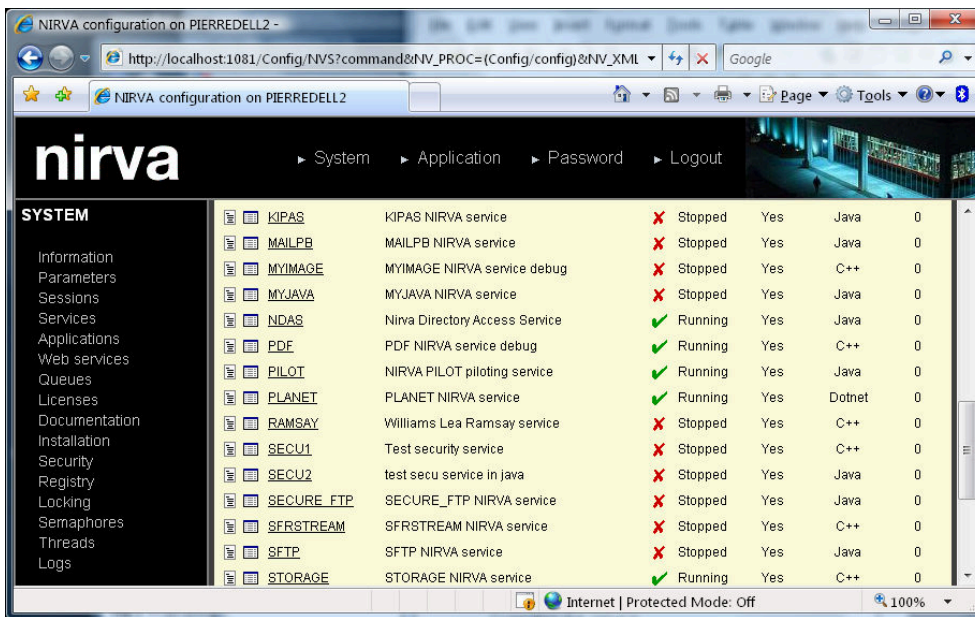 NIRVA configuration on PIERREDELL2 -
http://localhost:1081/Config/NVS?command&NV_PROC=(Config/config)&NV_XML
Google
NIRVA configuration on PIERREDELL2
Page Tools
nirva
System Application Password Logout
SYSTEM
Information
Parameters
Sessions
Services
Applications
Web services
Queues
Licenses
Documentation
Installation
Security
Registry
Locking
Semaphores
Threads
Logs
KIPAS KIPAS NIRVA service Stopped Yes Java 0
MAILPB MAILPB NIRVA service Stopped Yes Java 0
MYIMAGE MYIMAGE NIRVA service debug Stopped Yes C++ 0
MYJAVA MYJAVA NIRVA service Stopped Yes Java 0
NDAS Nirva Directory Access Service Running Yes Java 0
PDF PDF NIRVA service debug Running Yes C++ 0
PILOT NIRVA PILOT piloting service Running Yes Java 0
PLANET PLANET NIRVA service Running Yes Dotnet 0
RAMSAY Williams Lea Ramsay service Stopped Yes C++ 0
SECU1 Test security service Stopped Yes C++ 0
SECU2 test secu service in java Stopped Yes Java 0
SECURE_FTP SECURE_FTP NIRVA service Stopped Yes Java 0
SFRSTREAM SFRSTREAM NIRVA service Stopped Yes C++ 0
SFTP SFTP NIRVA service Stopped Yes Java 0
STORAGE STORAGE NIRVA service Running Yes C++ 0
Internet | Protected Mode: Off
100%